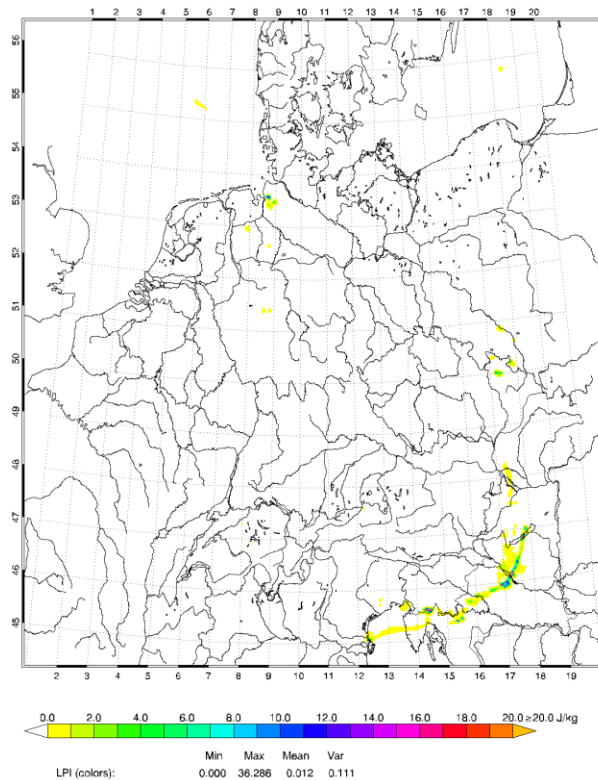 1 2 3 4 5 6 7 8 9 10 11 12 13 14 15 16 17 18 19 20
56
55
54
53
52
51
50
49
48
47
46
45
2 3 4 5 6 7 8 9 10 11 12 13 14 15 16 17 18 19
0.0 2.0 4.0 6.0 8.0 10.0 12.0 14.0 16.0 18.0 20.0 ≥20.0 J/kg
Min Max Mean Var
LPI (colors): 0.000 36.286 0.012 0.111